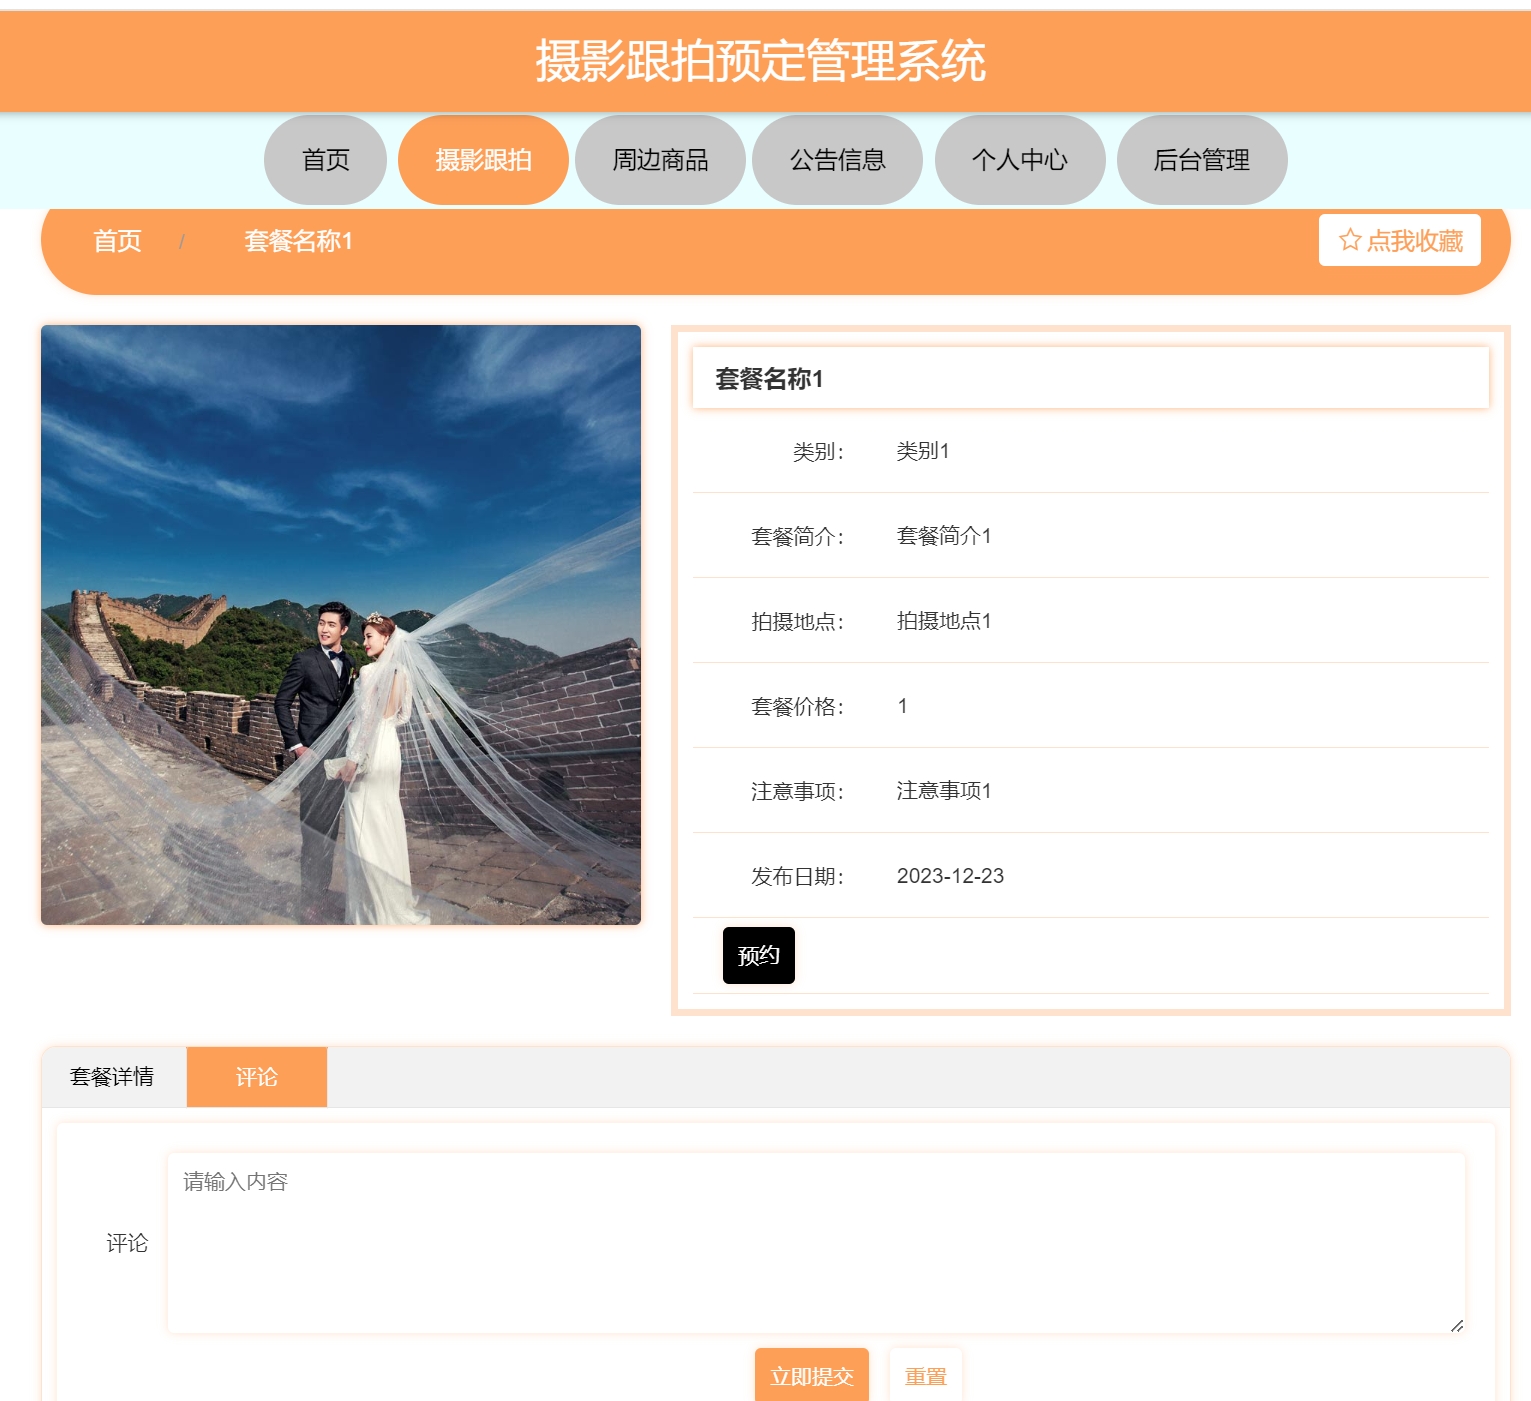 摄影跟拍预定管理系统
首页 摄影跟拍 周边商品 公告信息 个人中心 后台管理
首页 / 套餐名称1 点我收藏
套餐名称1
类别： 类别1
套餐简介： 套餐简介1
拍摄地点： 拍摄地点1
套餐价格： 1
注意事项： 注意事项1
发布日期： 2023-12-23
预约
套餐详情 评论
请输入内容
评论
立即提交 重置